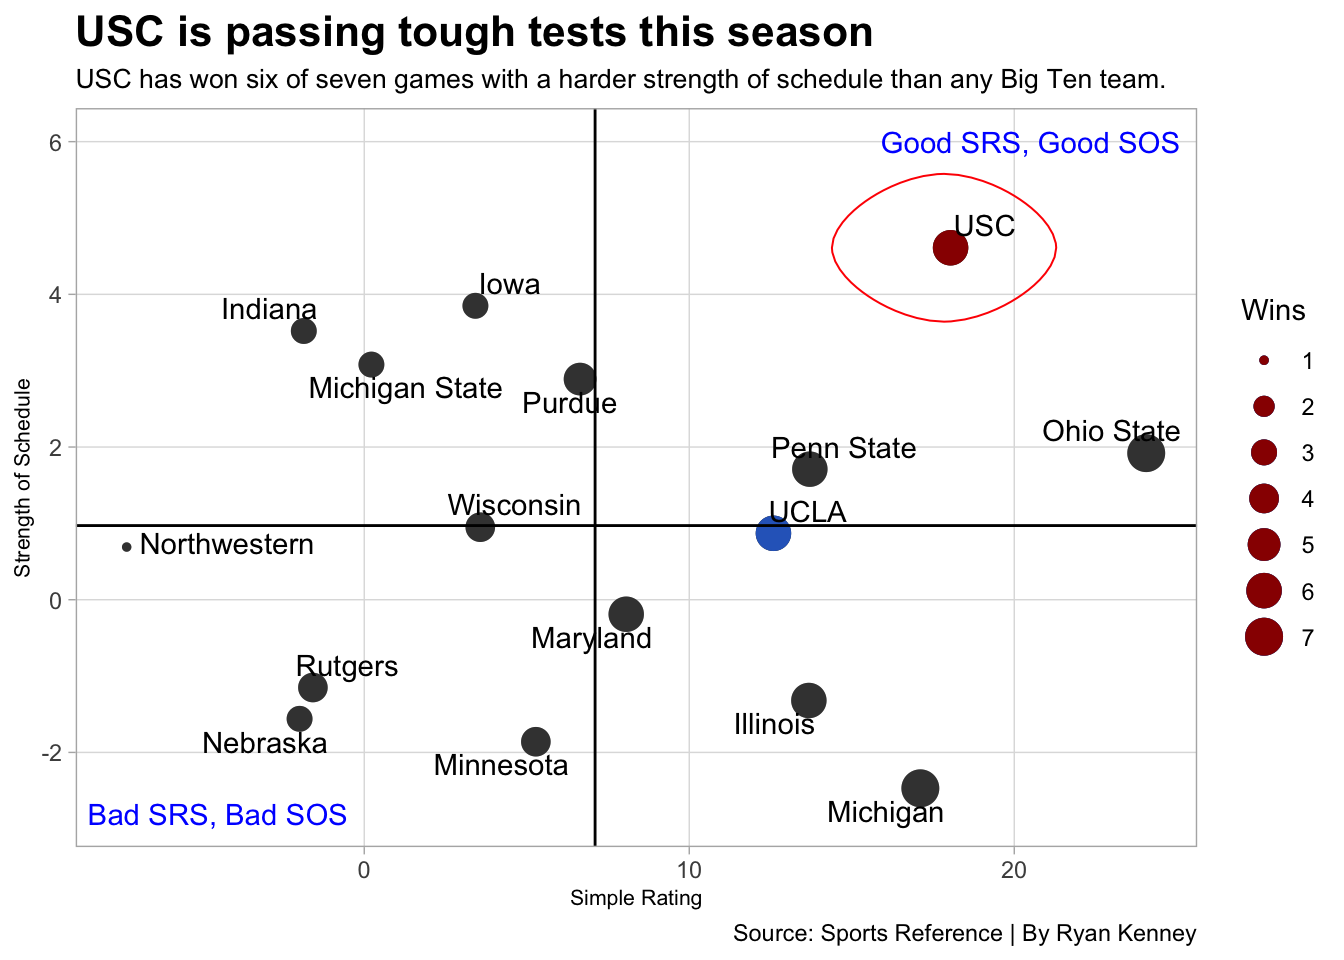 USC is passing tough tests this season
USC has won six of seven games with a harder strength of schedule than any Big Ten team.
6
Good SRS, Good SOS
USC
4
Iowa
Indiana
Michigan State
Purdue
2
Ohio State
Penn State
UCLA
Wisconsin
Northwestern
0
Maryland
Rutgers
Nebraska
Illinois
-2
Minnesota
Michigan
Bad SRS, Bad SOS
Strength of Schedule
0
10
20
Simple Rating
Wins
1
2
3
4
5
6
7
Source: Sports Reference | By Ryan Kenney